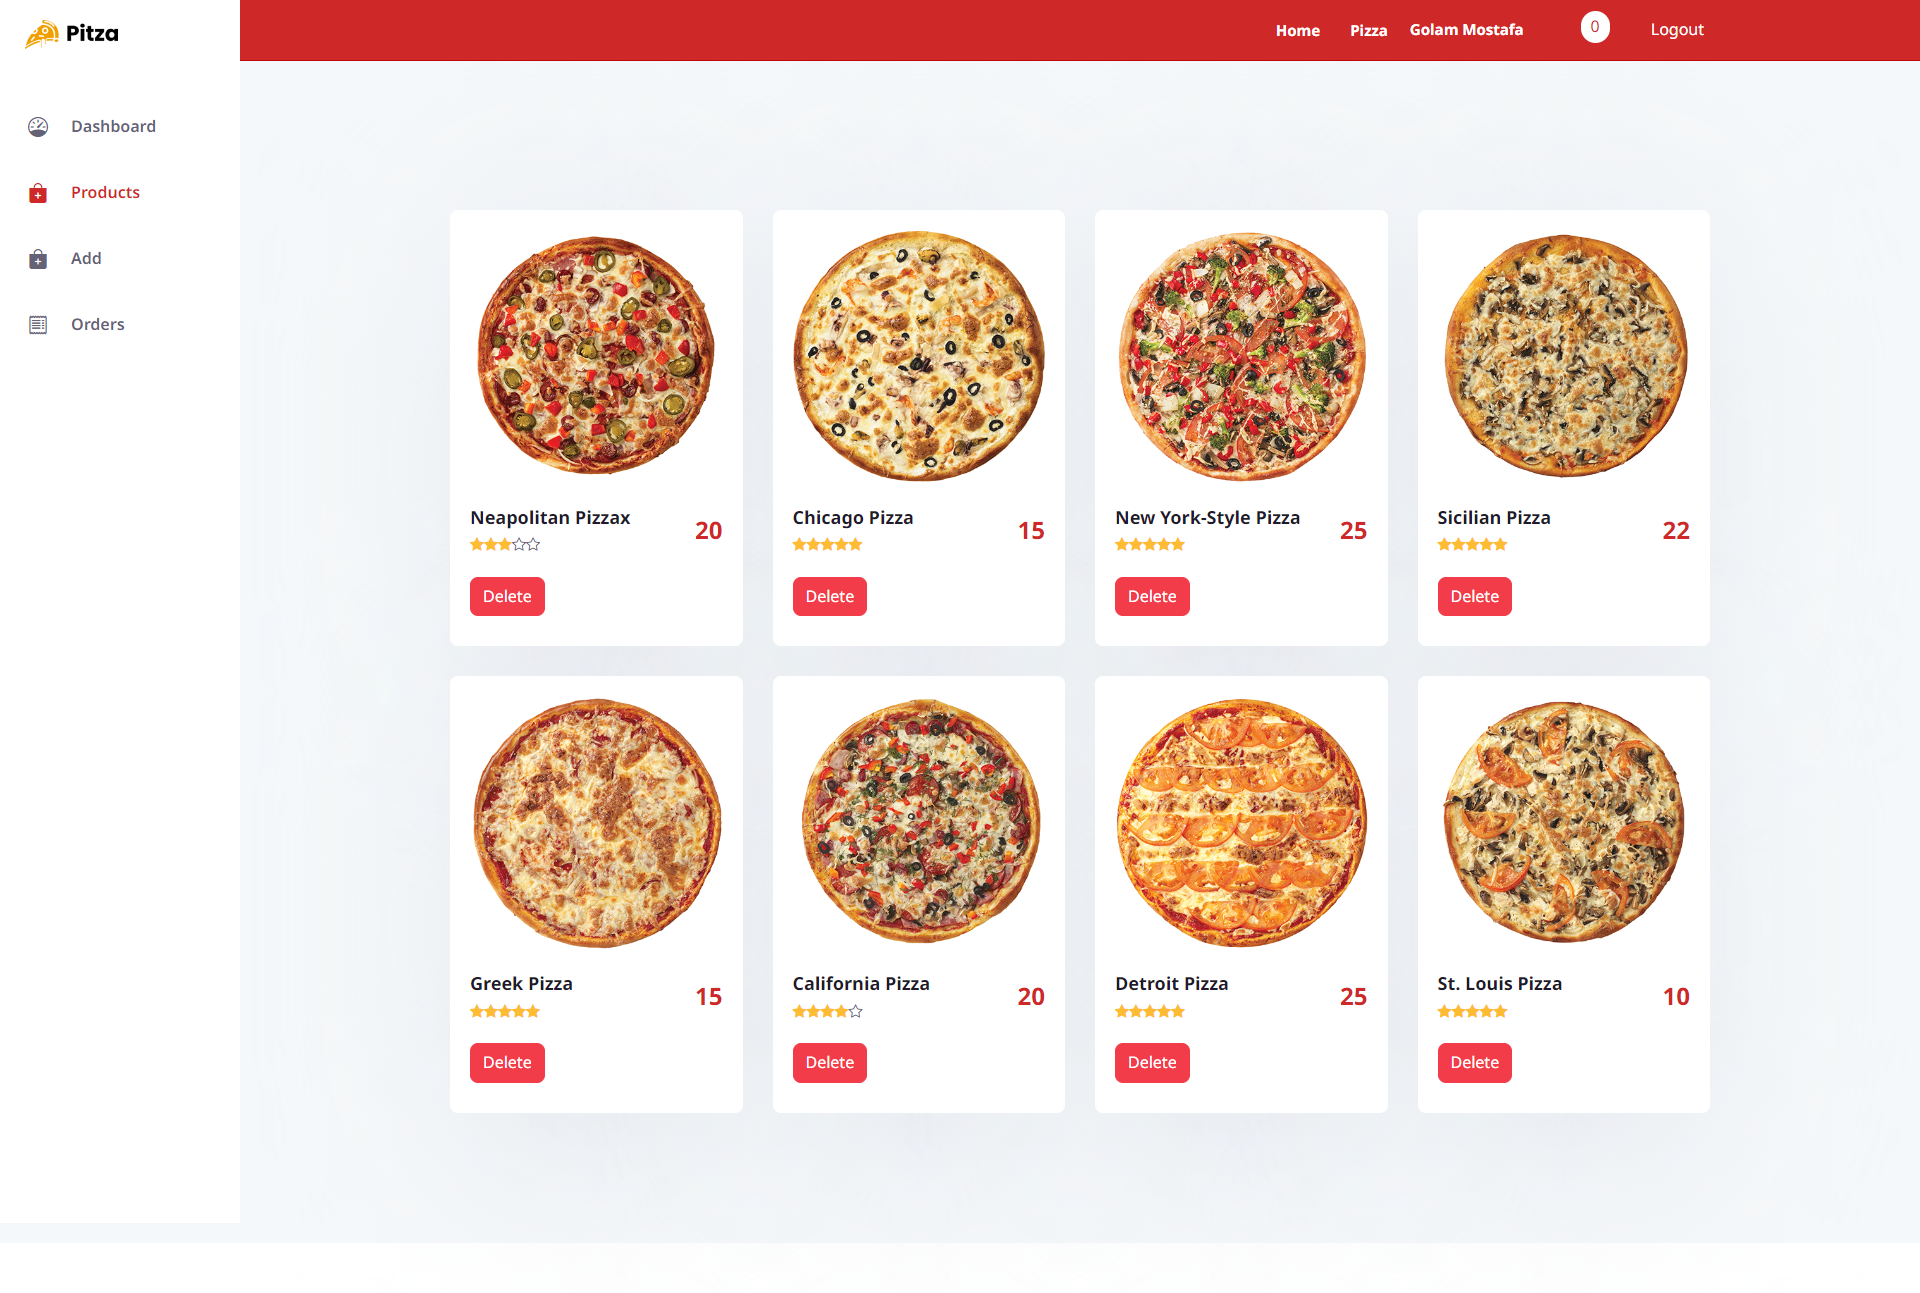 Pitza
Home Pizza Golam Mostafa 0 Logout
Dashboard
Products
Add
Orders
Neapolitan Pizzax 20
Delete
Chicago Pizza 15
Delete
New York-Style Pizza 25
Delete
Sicilian Pizza 22
Delete
Greek Pizza 15
Delete
California Pizza 20
Delete
Detroit Pizza 25
Delete
St. Louis Pizza 10
Delete